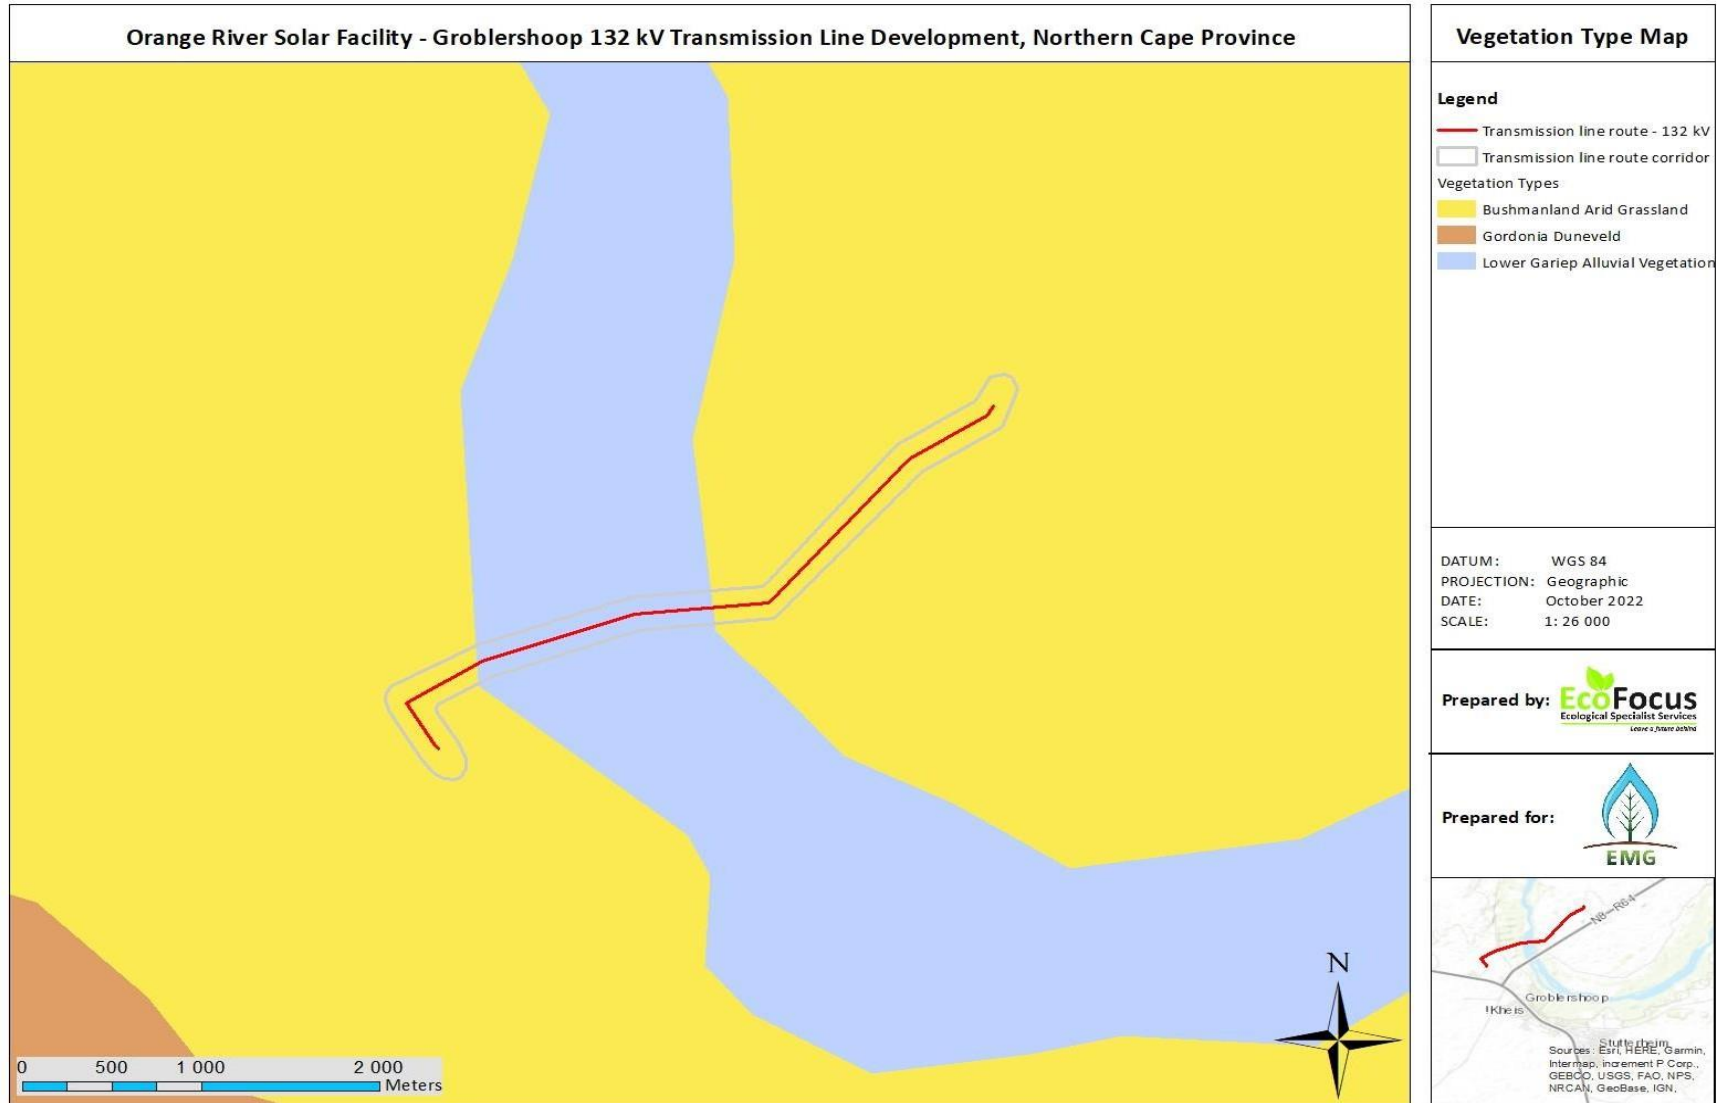 Orange River Solar Facility - Groblershoop 132 kV Transmission Line Development, Northern Cape Province
Vegetation Type Map
Legend
Transmission line route - 132 kV
Transmission line route corridor
Vegetation Types
Bushmanland Arid Grassland
Gordonia Duneveld
Lower Gariep Alluvial Vegetation
DATUM: WGS 84
PROJECTION: Geographic
DATE: October 2022
SCALE: 1: 26 000
Prepared by:
EcoFocus
Ecological Specialist Services
Leave a future behind
Prepared for:
EMG
N8-R64
Groblershoop
!Kheis
Stutterheim
Sources: Esri, HERE, Garmin,
Intermap, increment P Corp.,
GEBCO, USGS, FAO, NPS,
NRCAN, GeoBase, IGN,
N
0 500 1 000 2 000
Meters